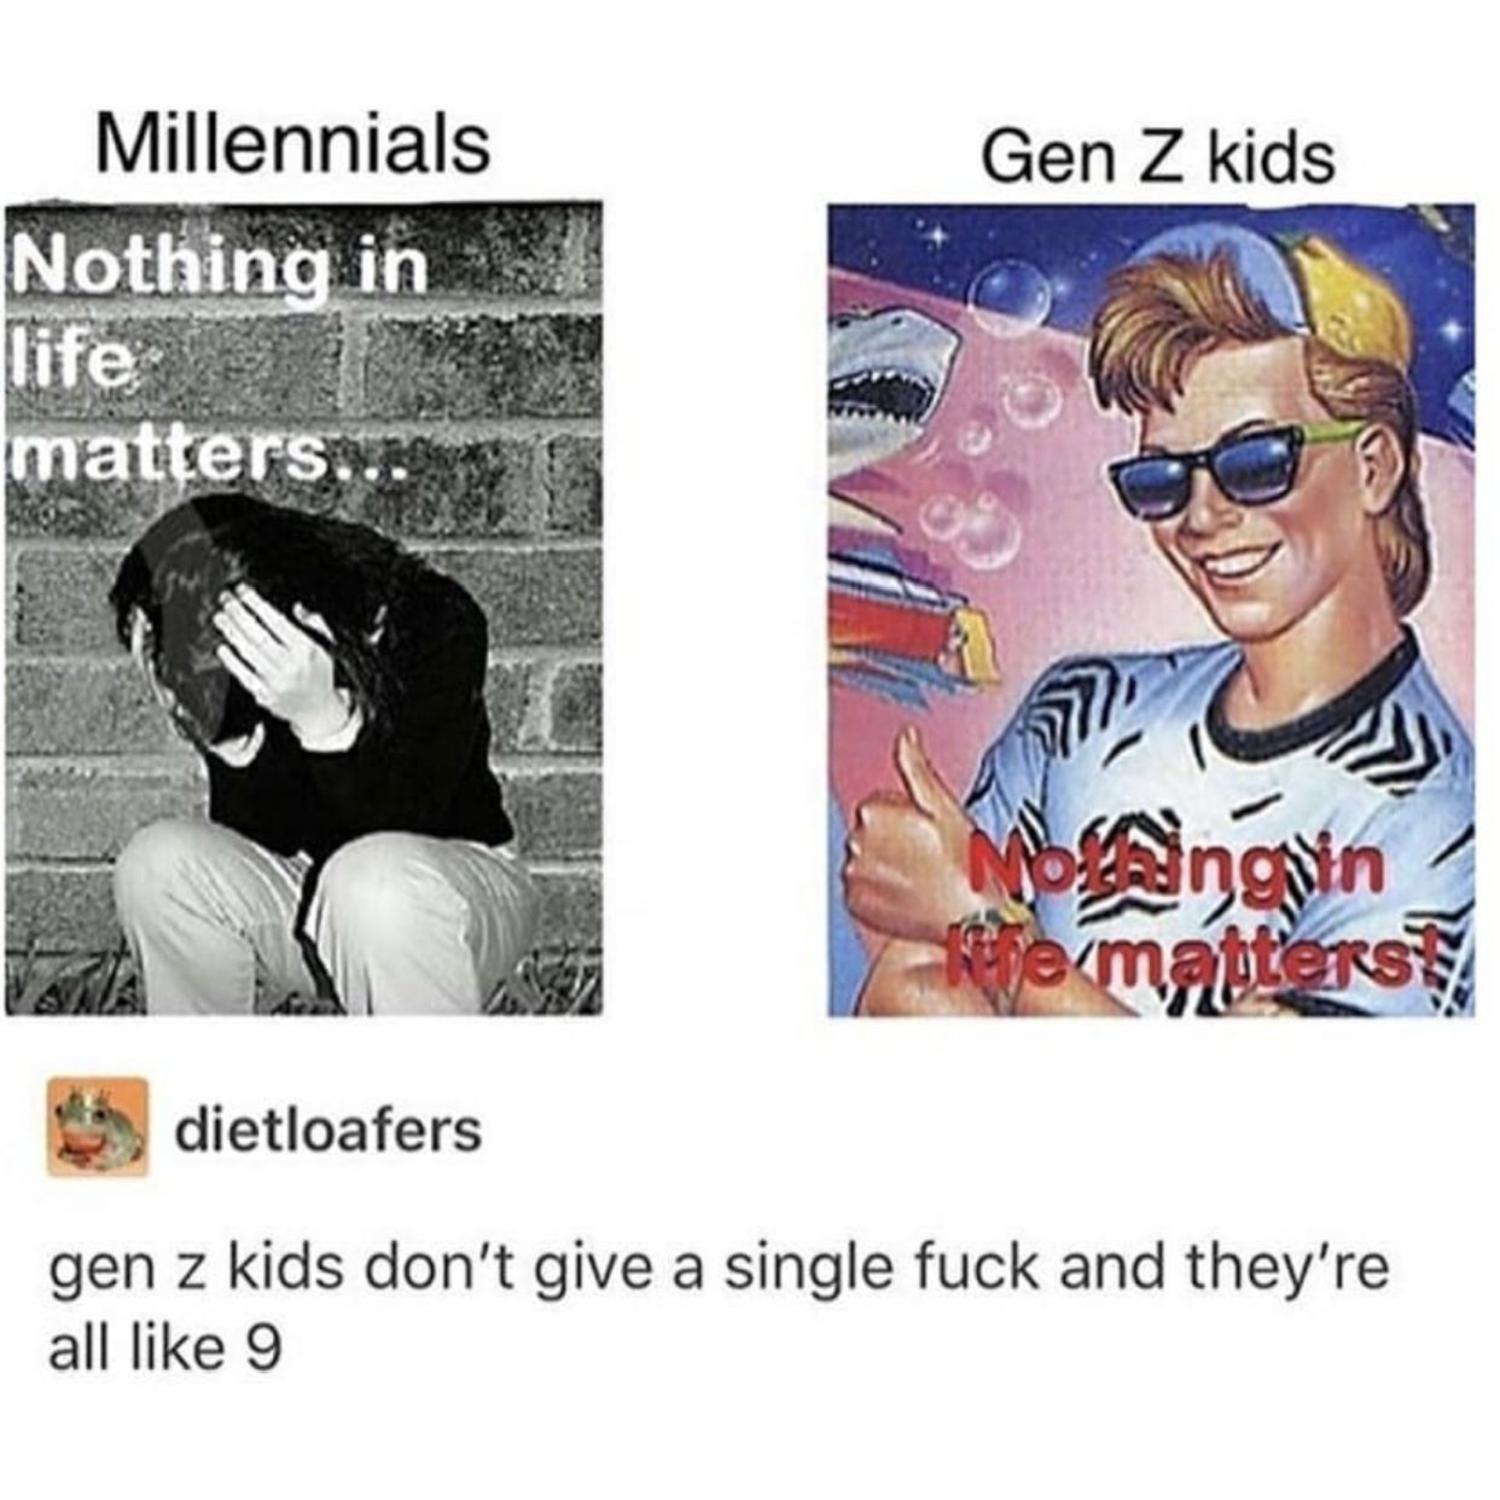 Millennials
Nothing in
life
matters...
Gen Z kids
Nothing in
life matters!
dietloafers
gen z kids don't give a single fuck and they're
all like 9